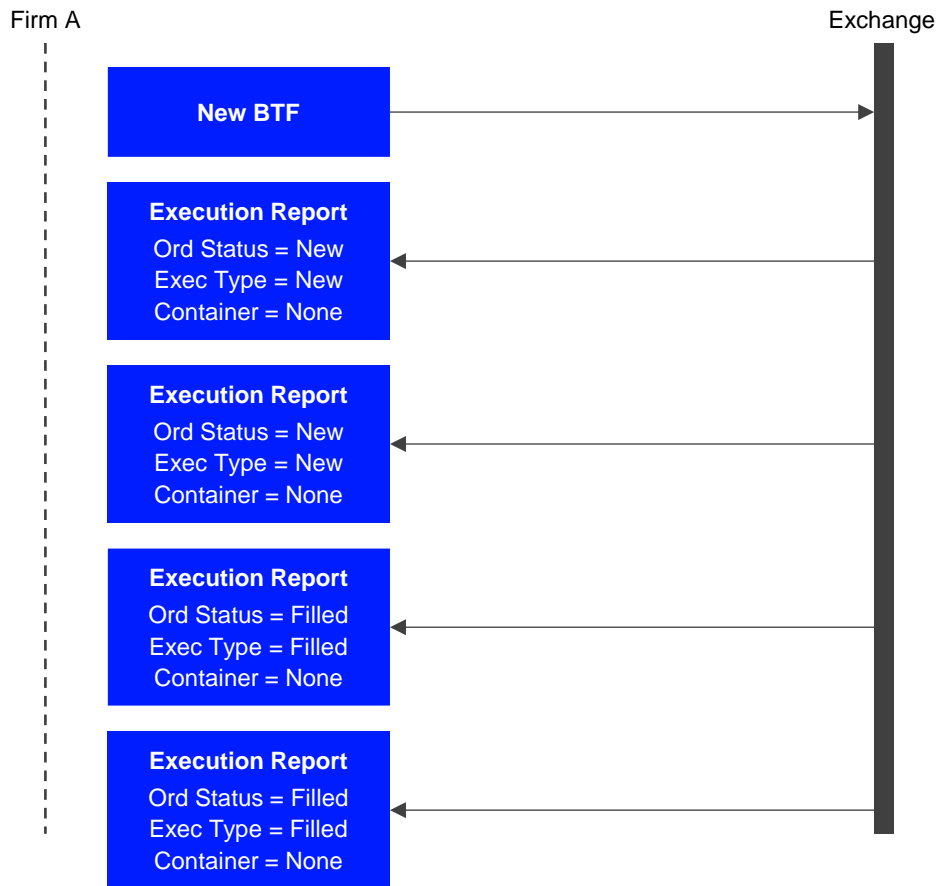 Firm A
Exchange
New BTF
Execution Report
Ord Status = New
Exec Type = New
Container = None
Execution Report
Ord Status = New
Exec Type = New
Container = None
Execution Report
Ord Status = Filled
Exec Type = Filled
Container = None
Execution Report
Ord Status = Filled
Exec Type = Filled
Container = None